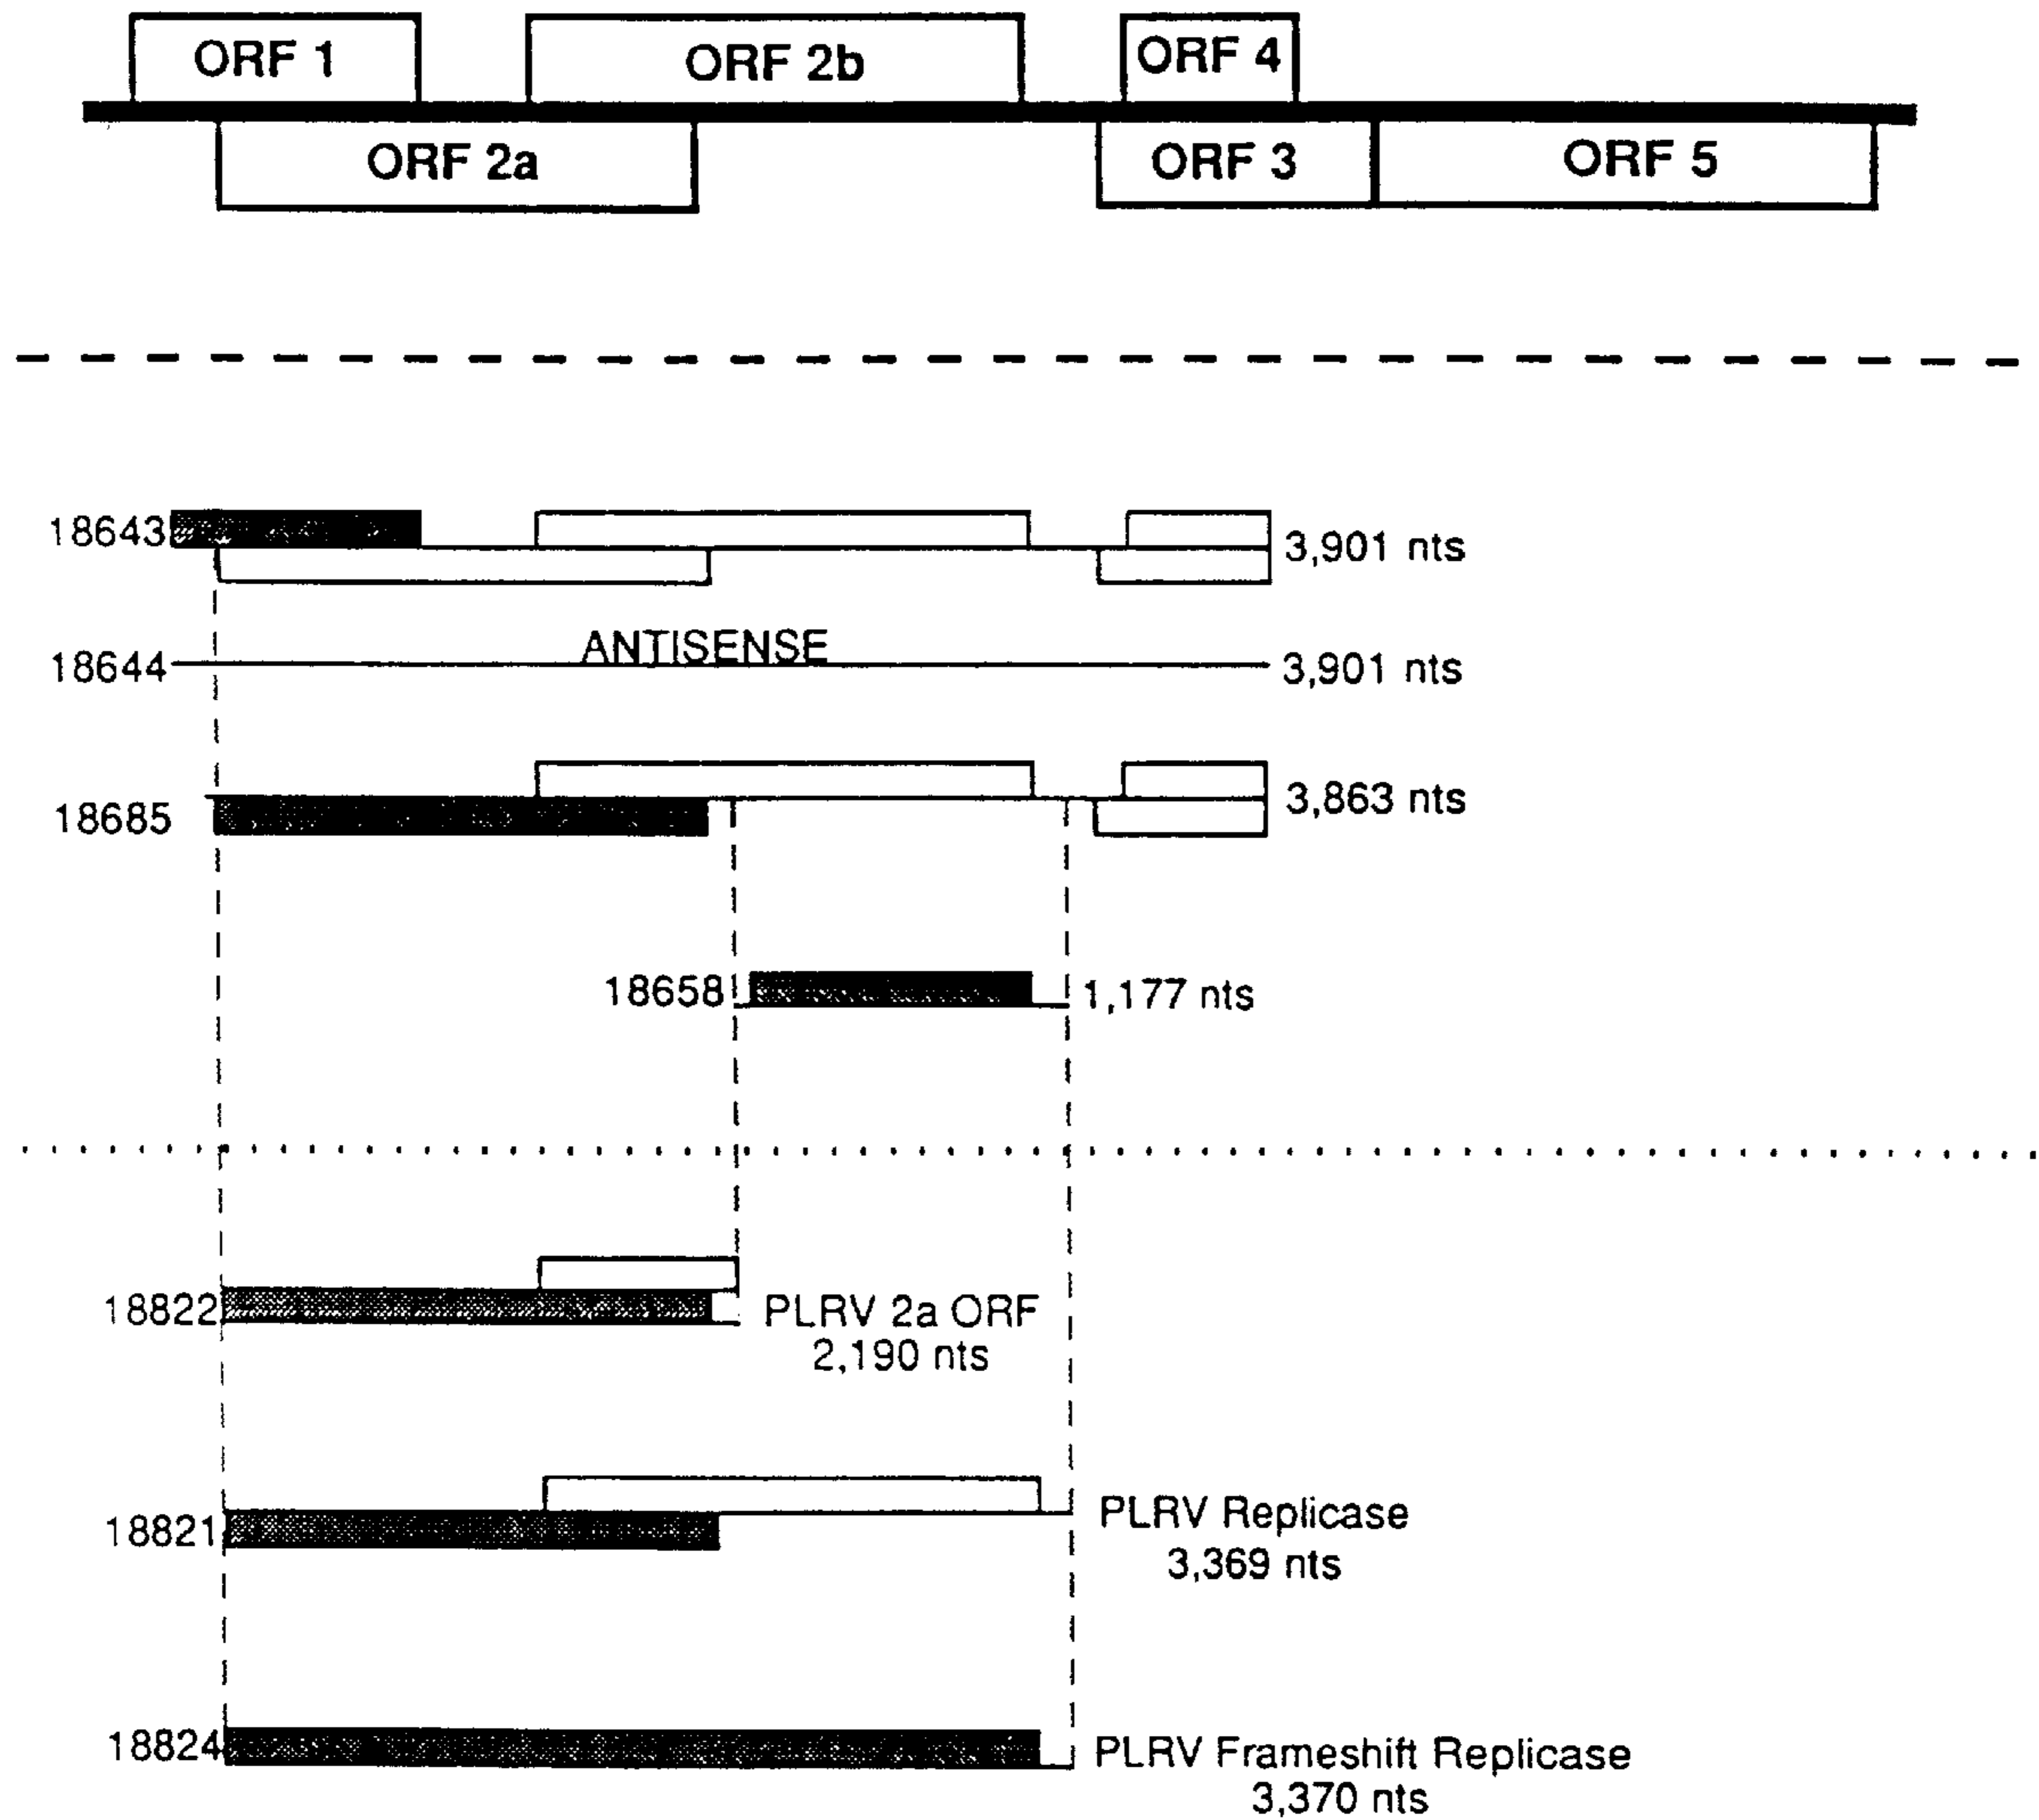 ORF 1
ORF 2b
ORF 4
ORF 2a
ORF 3
ORF 5
18643
3,901 nts
ANTISENSE
18644
3,901 nts
18685
3,863 nts
18658
1,177 nts
18822
PLRV 2a ORF
2,190 nts
18821
PLRV Replicase
3,369 nts
18824
PLRV Frameshift Replicase
3,370 nts